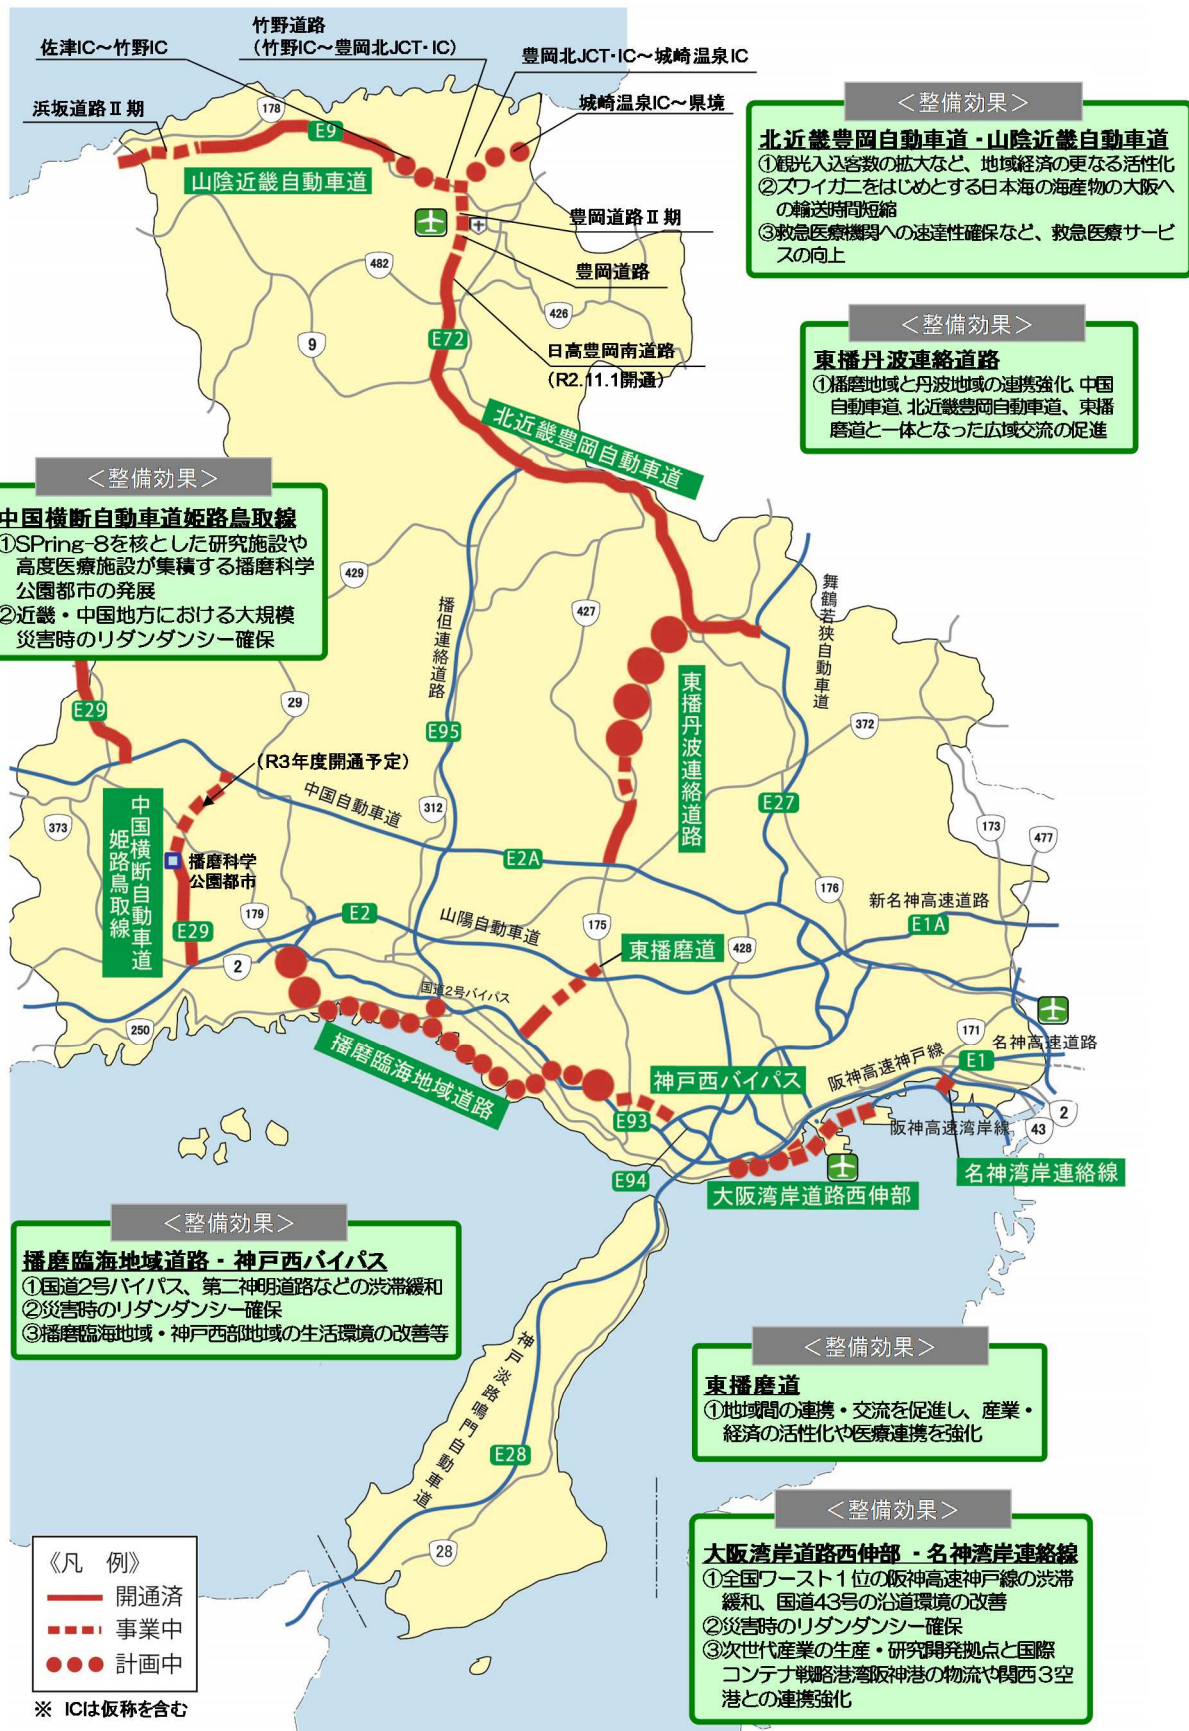 竹野道路
(竹野IC～豊岡北JCT・IC)
佐津IC～竹野IC
豊岡北JCT・IC～城崎温泉IC
浜坂道路Ⅱ期
城崎温泉IC～県境
178
E9
山陰近畿自動車道
豊岡道路Ⅱ期
482
豊岡道路
426
9
E72
日高豊岡南道路
(R2.11.1開通)
北近畿豊岡自動車道
＜整備効果＞
北近畿豊岡自動車道・山陰近畿自動車道
①観光入込客数の拡大など、地域経済の更なる活性化
②ズワイガニをはじめとする日本海の海産物の大阪へ
の輸送時間短縮
③救急医療機関への速達性確保など、救急医療サービ
スの向上
＜整備効果＞
東播丹波連絡道路
①播磨地域と丹波地域の連携強化、中国
自動車道、北近畿豊岡自動車道、東播
磨道と一体となった広域交流の促進
＜整備効果＞
中国横断自動車道姫路鳥取線
①SPring-8を核とした研究施設や
高度医療施設が集積する播磨科学
公園都市の発展
②近畿・中国地方における大規模
災害時のリダンダンシー確保
429
427
播但連絡道路
舞鶴若狭自動車道
東播丹波連絡道路
E29
29
E95
372
(R3年度開通予定)
中国自動車道
312
E27
373
中国横断自動車道
姫路鳥取線
播磨科学
公園都市
E2A
173
477
176
新名神高速道路
E1A
179
E2
山陽自動車道
175
428
E29
2
東播磨道
国道2号バイパス
250
171
名神高速道路
E1
播磨臨海地域道路
神戸西バイパス
阪神高速神戸線
E93
阪神高速湾岸線
2
43
E94
大阪湾岸道路西伸部
名神湾岸連絡線
＜整備効果＞
播磨臨海地域道路・神戸西バイパス
①国道2号バイパス、第二神明道路などの渋滞緩和
②災害時のリダンダンシー確保
③播磨臨海地域・神戸西部地域の生活環境の改善等
神戸淡路鳴門自動車道
E28
28
＜整備効果＞
東播磨道
①地域間の連携・交流を促進し、産業・
経済の活性化や医療連携を強化
＜整備効果＞
大阪湾岸道路西伸部 ・名神湾岸連絡線
①全国ワースト１位の阪神高速神戸線の渋滞
緩和、国道43号の沿道環境の改善
②災害時のリダンダンシー確保
③次世代産業の生産・研究開発拠点と国際
コンテナ戦略港湾阪神港の物流や関西３空
港との連携強化
《凡 例》
開通済
事業中
計画中
※ ICは仮称を含む